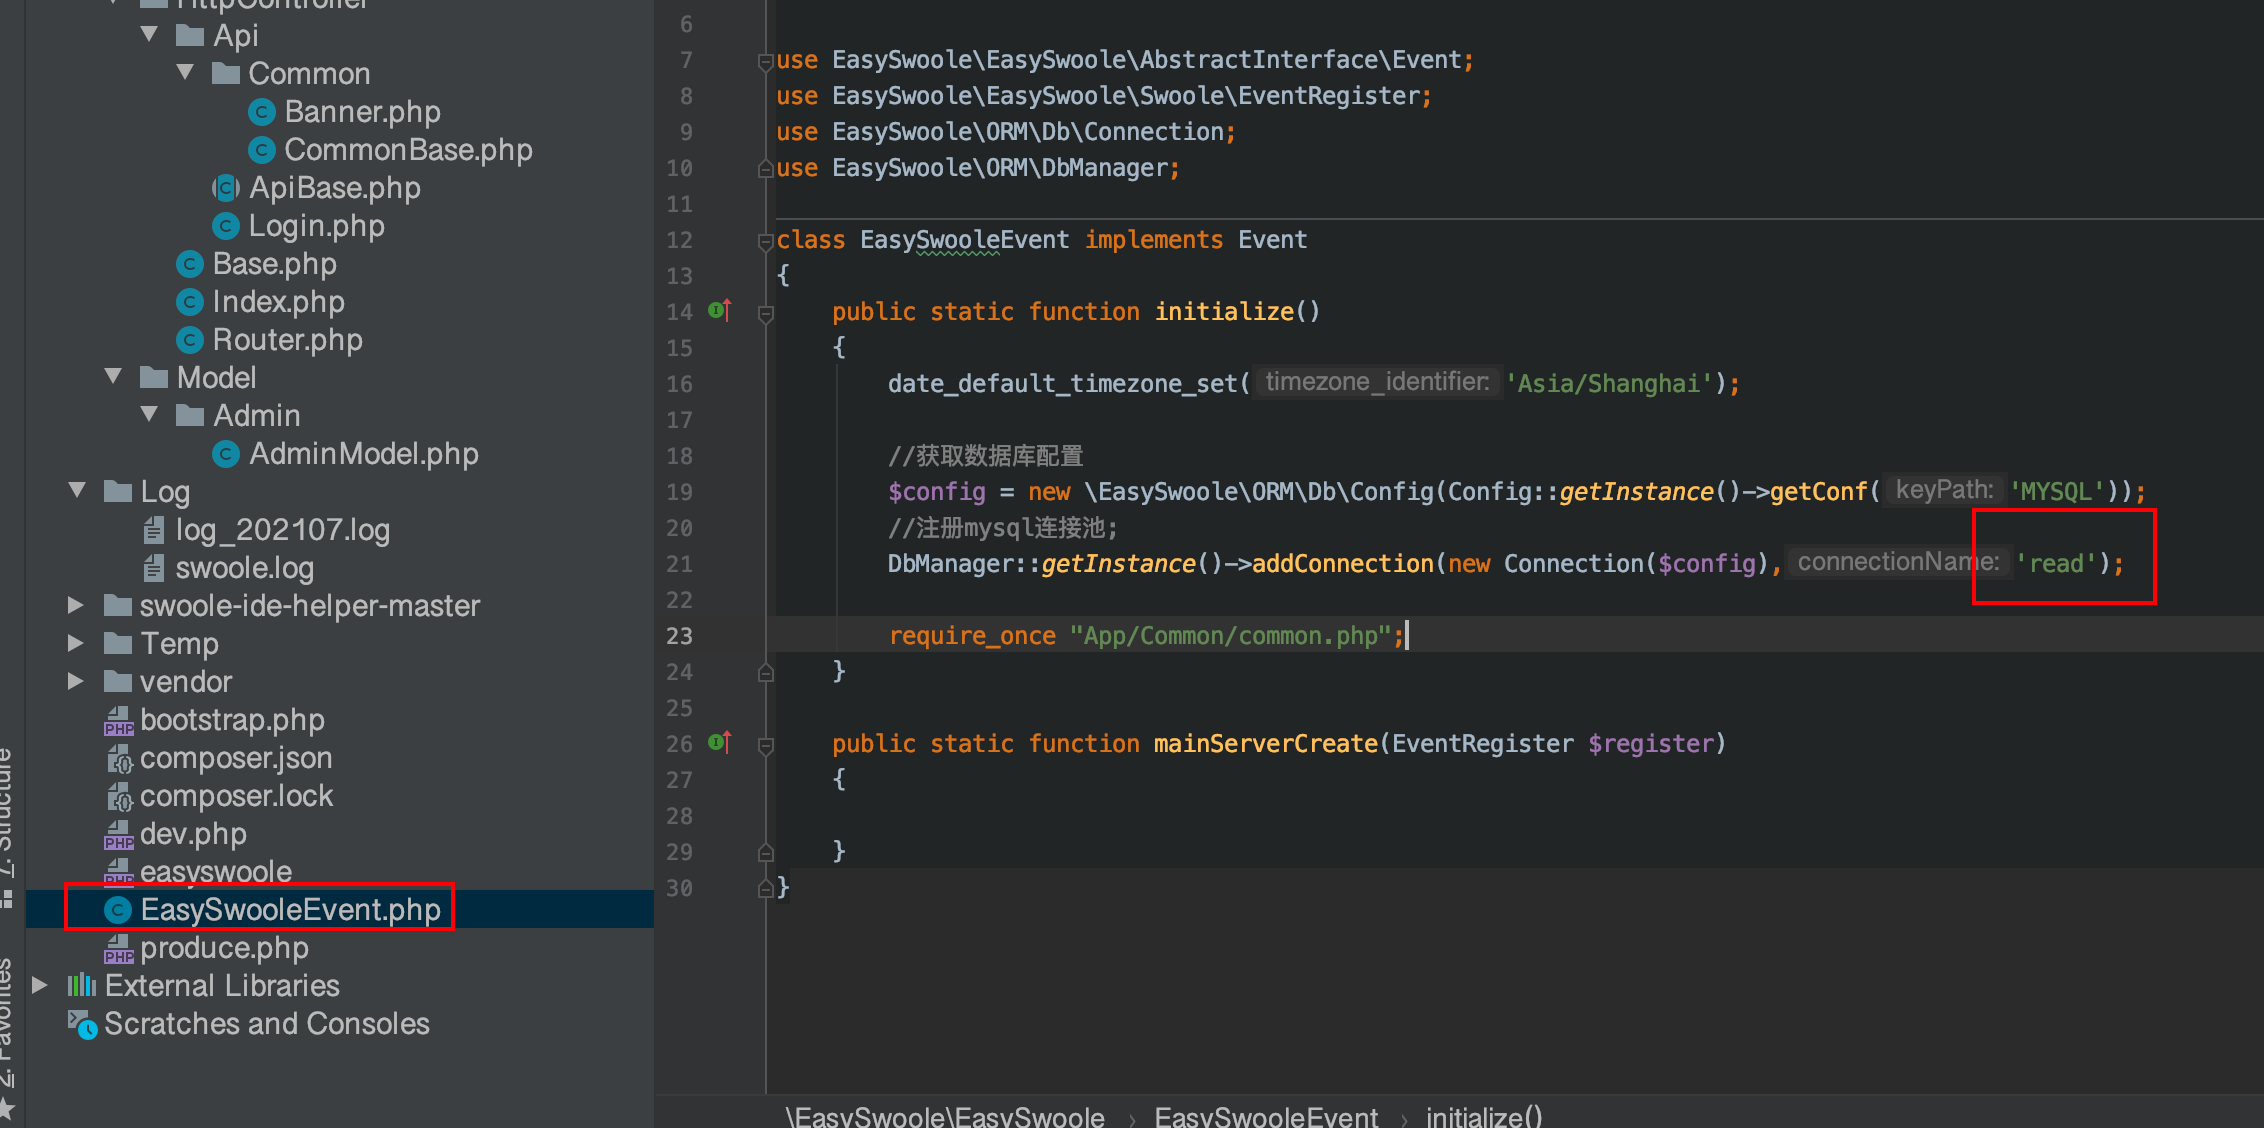 HttpController
Api
Common
Banner.php
CommonBase.php
ApiBase.php
Login.php
Base.php
Index.php
Router.php
Model
Admin
AdminModel.php
Log
log_202107.log
swoole.log
swoole-ide-helper-master
Temp
vendor
bootstrap.php
composer.json
composer.lock
dev.php
easyswoole
EasySwooleEvent.php
produce.php
External Libraries
Scratches and Consoles
7: Structure
2: Favorites
6
7 use EasySwoole\EasySwoole\AbstractInterface\Event;
8 use EasySwoole\EasySwoole\Swoole\EventRegister;
9 use EasySwoole\ORM\Db\Connection;
10 use EasySwoole\ORM\DbManager;
11
12 class EasySwooleEvent implements Event
13 {
14 public static function initialize()
15 {
16 date_default_timezone_set( timezone_identifier: 'Asia/Shanghai');
17
18 //获取数据库配置
19 $config = new \EasySwoole\ORM\Db\Config(Config::getInstance()->getConf( keyPath: 'MYSQL'));
20 //注册mysql连接池;
21 DbManager::getInstance()->addConnection(new Connection($config), connectionName: 'read');
22
23 require_once "App/Common/common.php";
24 }
25
26 public static function mainServerCreate(EventRegister $register)
27 {
28
29 }
30 }
\EasySwoole\EasySwoole › EasySwooleEvent › initialize()